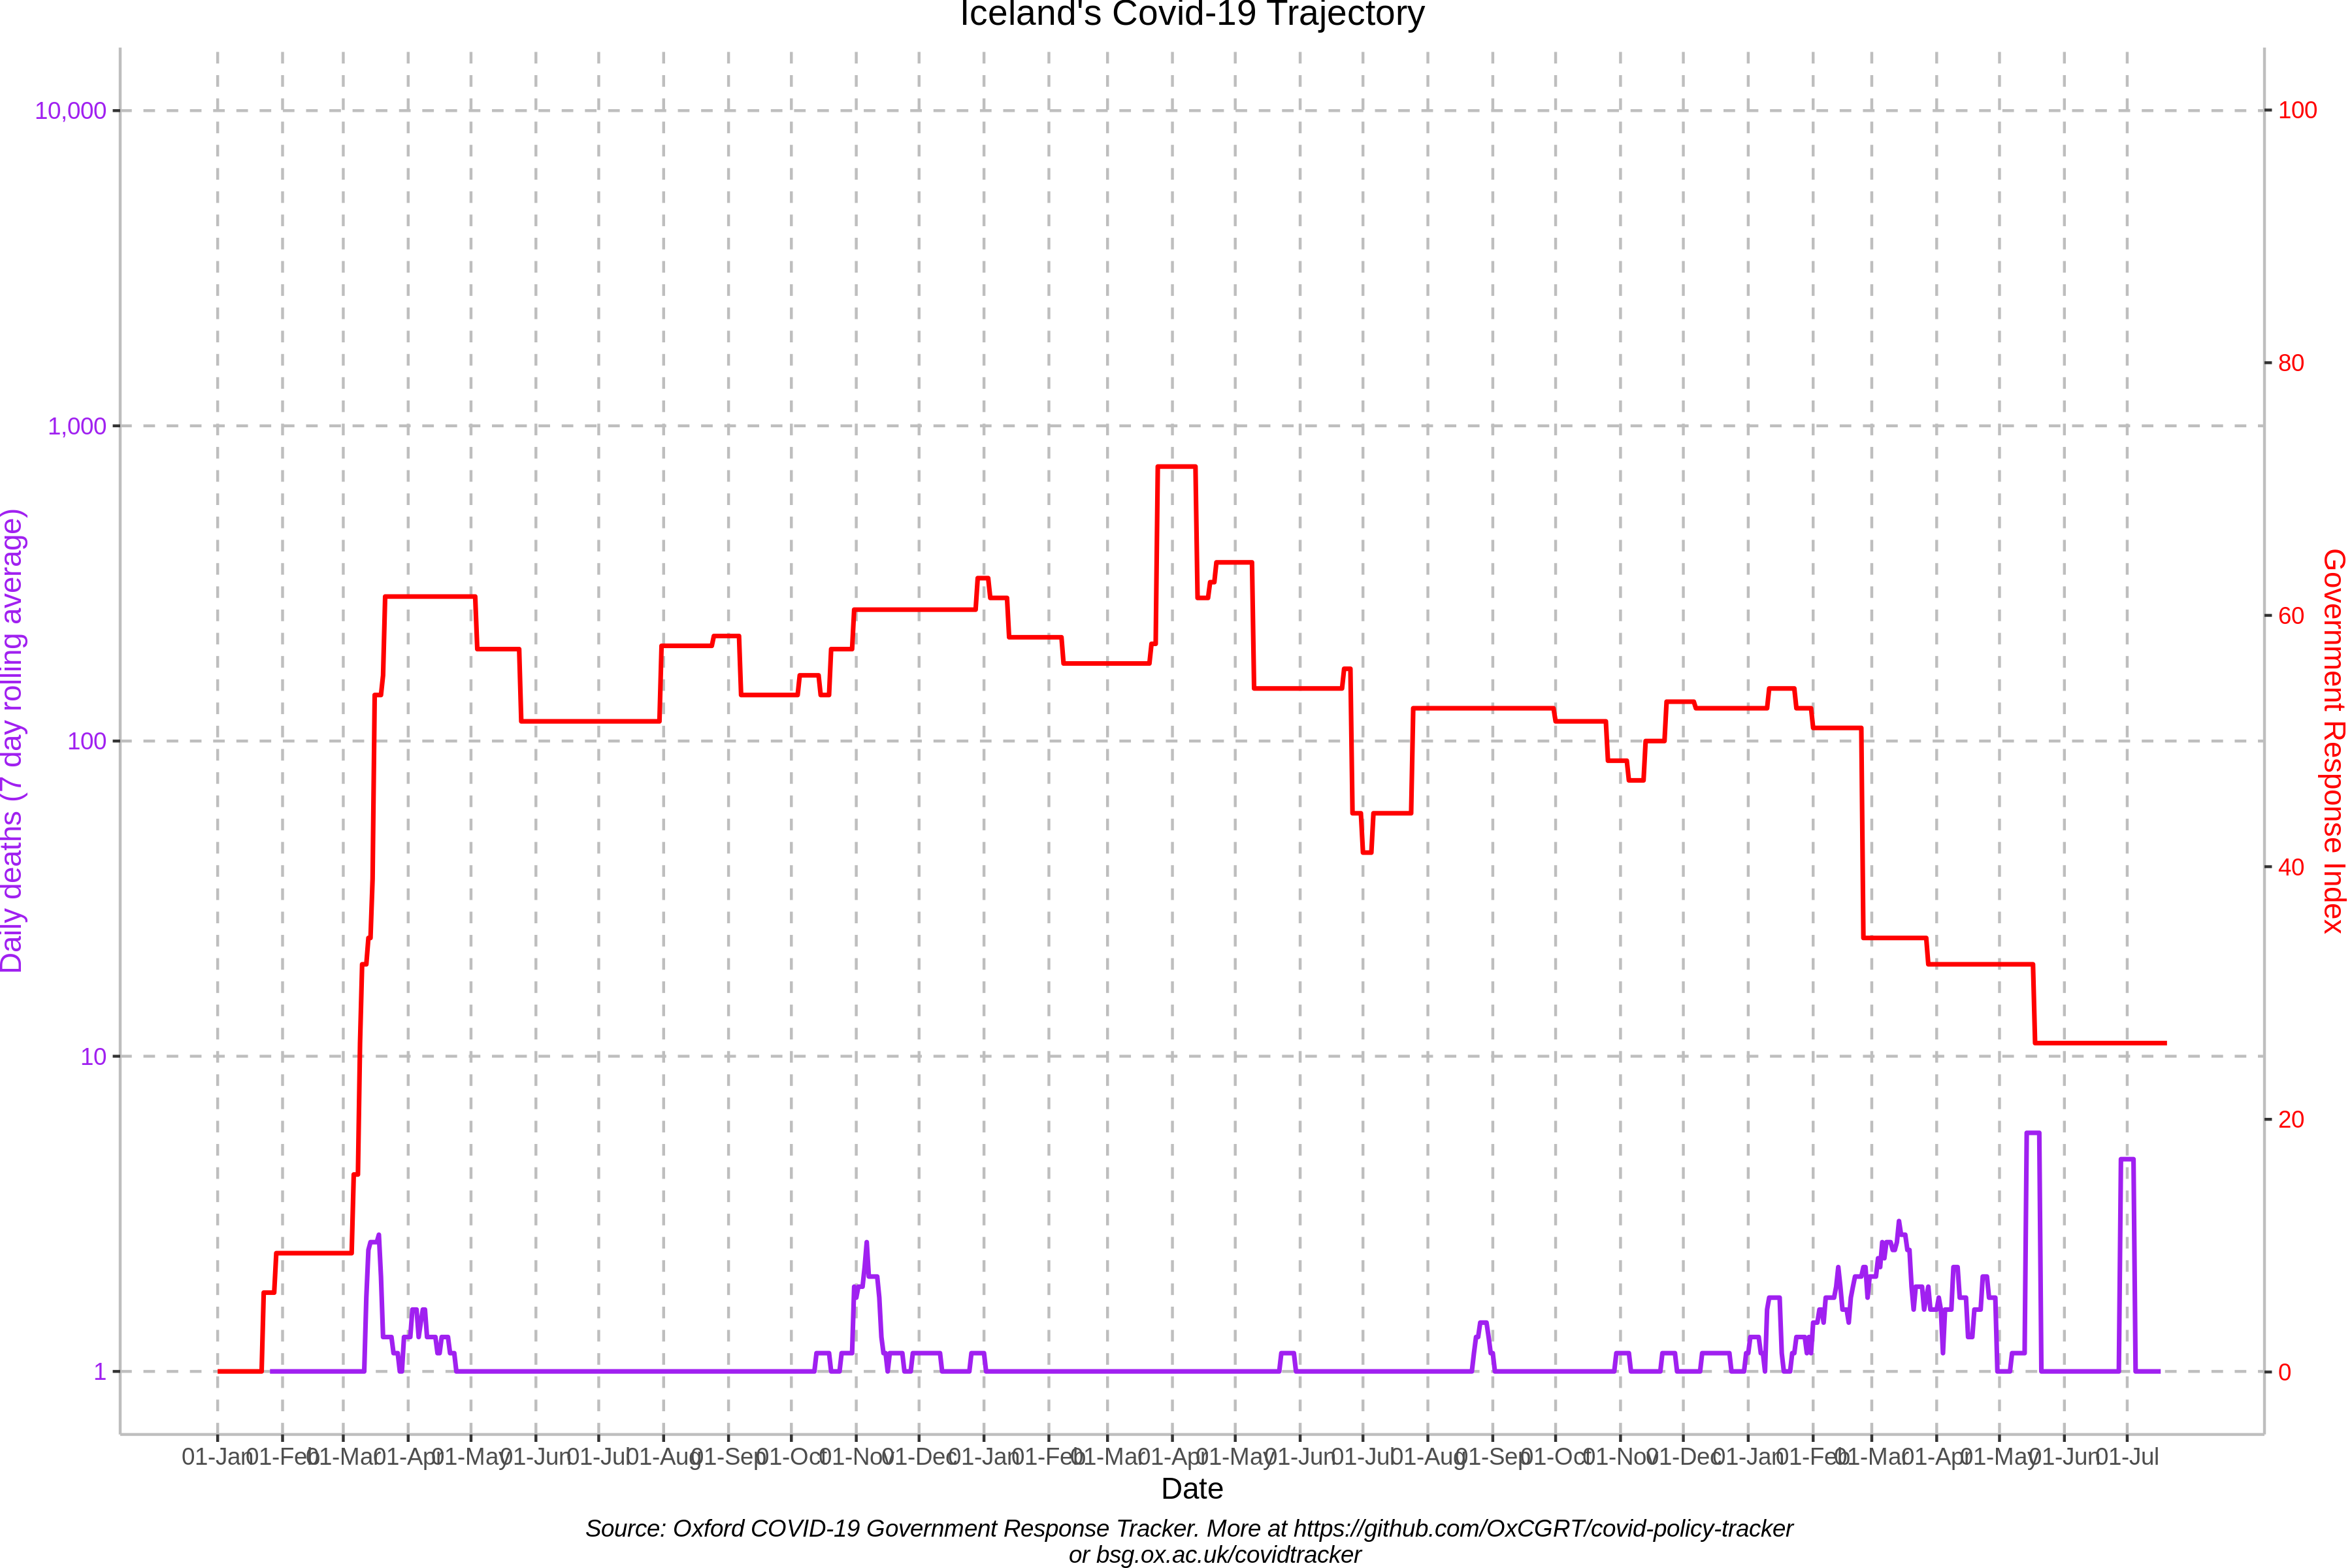 Iceland's Covid-19 Trajectory
10,000
1,000
100
10
1
Daily deaths (7 day rolling average)
100
80
60
40
20
0
Government Response Index
01-Jan 01-Feb 01-Mar 01-Apr 01-May 01-Jun 01-Jul 01-Aug 01-Sep 01-Oct 01-Nov 01-Dec 01-Jan 01-Feb 01-Mar 01-Apr 01-May 01-Jun 01-Jul 01-Aug 01-Sep 01-Oct 01-Nov 01-Dec 01-Jan 01-Feb 01-Mar 01-Apr 01-May 01-Jun 01-Jul
Date
Source: Oxford COVID-19 Government Response Tracker. More at https://github.com/OxCGRT/covid-policy-tracker
or bsg.ox.ac.uk/covidtracker